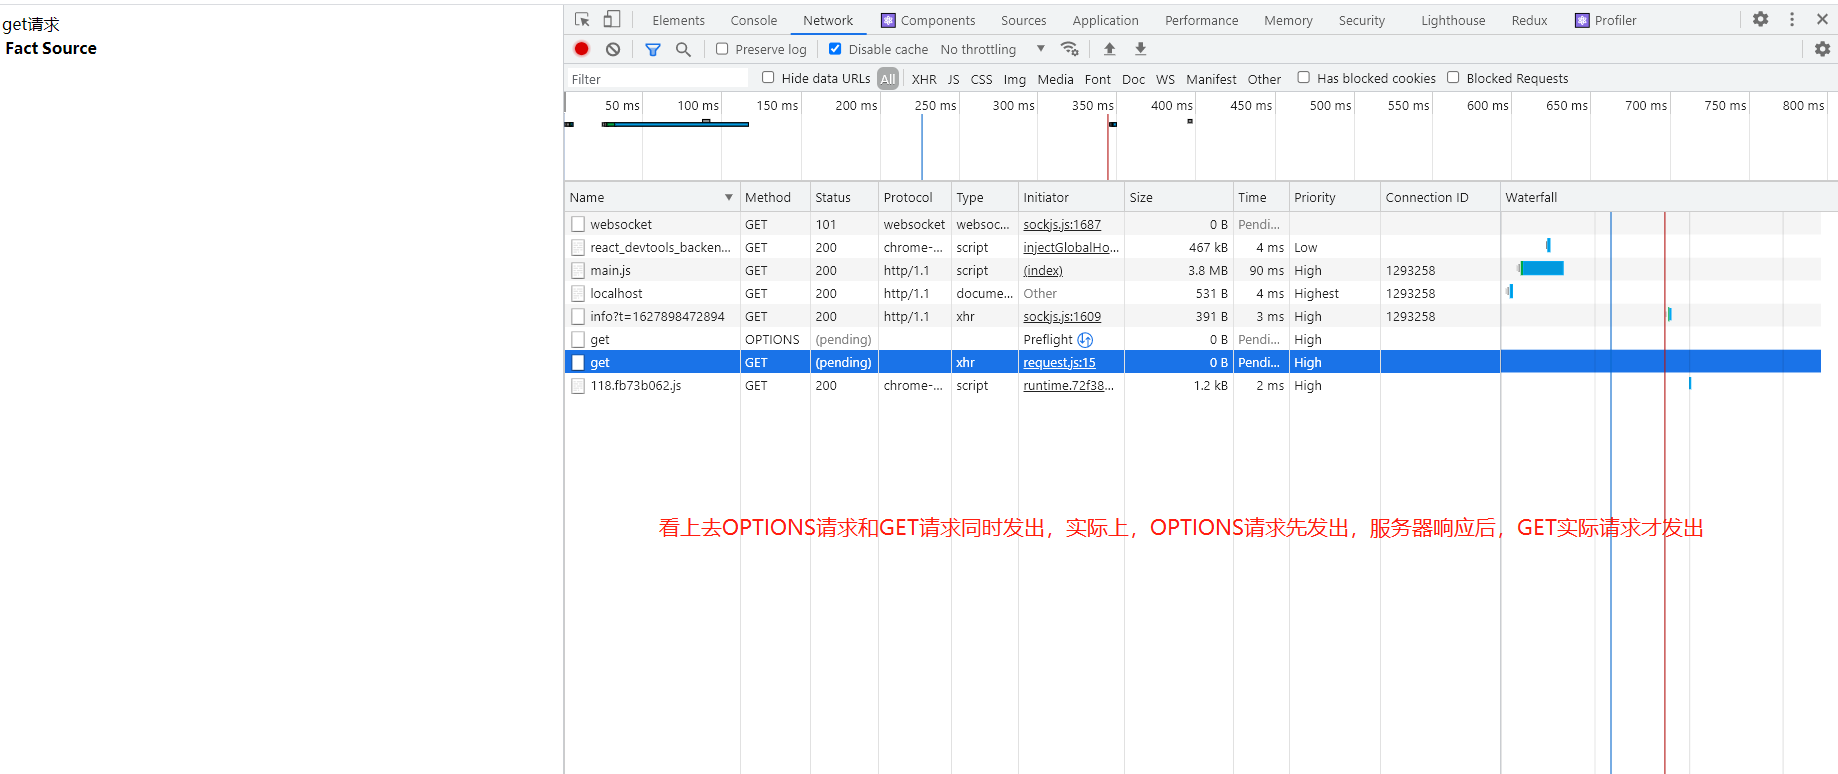 get请求
Fact Source
Elements Console Network Components Sources Application Performance Memory Security Lighthouse Redux Profiler
Preserve log Disable cache No throttling
Filter Hide data URLs All XHR JS CSS Img Media Font Doc WS Manifest Other Has blocked cookies Blocked Requests
50 ms 100 ms 150 ms 200 ms 250 ms 300 ms 350 ms 400 ms 450 ms 500 ms 550 ms 600 ms 650 ms 700 ms 750 ms 800 ms
Name Method Status Protocol Type Initiator Size Time Priority Connection ID Waterfall
websocket GET 101 websocket websoc... sockjs.js:1687 0 B Pendi...
react_devtools_backen... GET 200 chrome-... script injectGlobalHo... 467 kB 4 ms Low
main.js GET 200 http/1.1 script (index) 3.8 MB 90 ms High 1293258
localhost GET 200 http/1.1 docume... Other 531 B 4 ms Highest 1293258
info?t=1627898472894 GET 200 http/1.1 xhr sockjs.js:1609 391 B 3 ms High 1293258
get OPTIONS (pending) Preflight 0 B Pendi... High
get GET (pending) xhr request.js:15 0 B Pendi... High
118.fb73b062.js GET 200 chrome-... script runtime.72f38... 1.2 kB 2 ms High
看上去OPTIONS请求和GET请求同时发出，实际上，OPTIONS请求先发出，服务器响应后，GET实际请求才发出